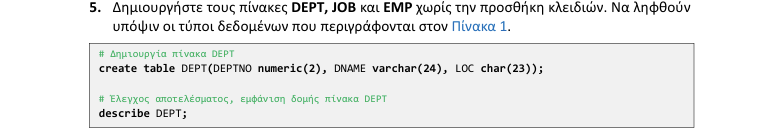 5. Δημιουργήστε τους πίνακες DEPT, JOB και EMP χωρίς την προσθήκη κλειδιών. Να ληφθούν
υπόψιν οι τύποι δεδομένων που περιγράφονται στον Πίνακα 1.
# Δημιουργία πίνακα DEPT
create table DEPT(DEPTNO numeric(2), DNAME varchar(24), LOC char(23));
# Έλεγχος αποτελέσματος, εμφάνιση δομής πίνακα DEPT
describe DEPT;